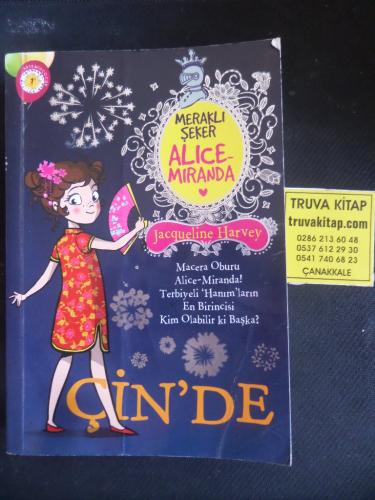 1
MERAKLI
ŞEKER
ALICE-
MIRANDA
Jacqueline Harvey
Macera Oburu
Alice-Miranda!
Terbiyeli 'Hanım'ların
En Birincisi
Kim Olabilir ki Başka?
ÇİN'DE
TRUVA KİTAP
truvakitap.com
0286 213 60 48
0537 612 29 30
0541 740 68 23
ÇANAKKALE